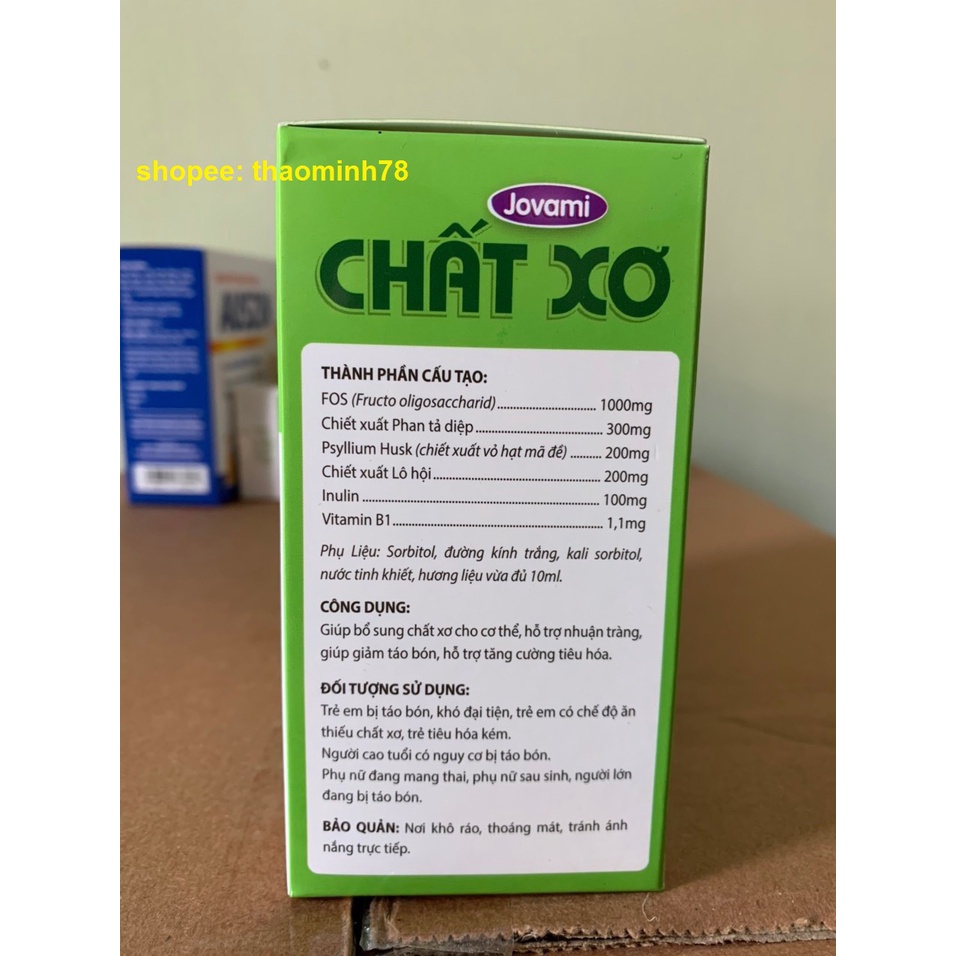 shopee: thaominh78
Jovami
CHẤT XƠ
THÀNH PHẦN CẤU TẠO:
FOS (Fructo oligosaccharid)................................ 1000mg
Chiết xuất Phan tả diệp......................................... 300mg
Psyllium Husk (chiết xuất vỏ hạt mã đề) .......... 200mg
Chiết xuất Lô hội..................................................... 200mg
Inulin ........................................................................... 100mg
Vitamin B1.................................................................. 1,1mg
Phụ Liệu: Sorbitol, đường kính trắng, kali sorbitol,
nước tinh khiết, hương liệu vừa đủ 10ml.
CÔNG DỤNG:
Giúp bổ sung chất xơ cho cơ thể, hỗ trợ nhuận tràng,
giúp giảm táo bón, hỗ trợ tăng cường tiêu hóa.
ĐỐI TƯỢNG SỬ DỤNG:
Trẻ em bị táo bón, khó đại tiện, trẻ em có chế độ ăn
thiếu chất xơ, trẻ tiêu hóa kém.
Người cao tuổi có nguy cơ bị táo bón.
Phụ nữ đang mang thai, phụ nữ sau sinh, người lớn
đang bị táo bón.
BẢO QUẢN: Nơi khô ráo, thoáng mát, tránh ánh
nắng trực tiếp.